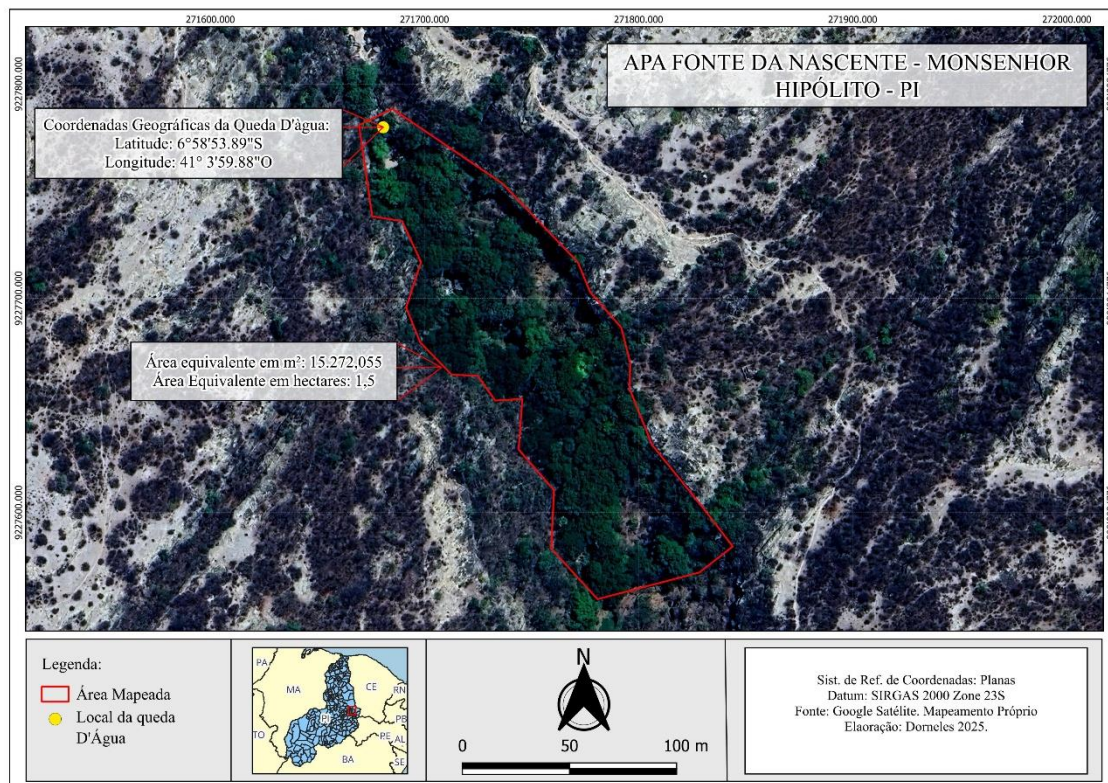 271600.000 271700.000 271800.000 271900.000 272000.000
9227800.000
9227700.000
9227600.000
APA FONTE DA NASCENTE - MONSENHOR
HIPÓLITO - PI
Coordenadas Geográficas da Queda D'àgua:
Latitude: 6°58'53.89"S
Longitude: 41° 3'59.88"O
Área equivalente em m²: 15.272,055
Área Equivalente em hectares: 1,5
Legenda:
Área Mapeada
Local da queda
D'Água
PA
MA
CE
RN
PI
PB
TO
PE
AL
BA
SE
N
0 50 100 m
Sist. de Ref. de Coordenadas: Planas
Datum: SIRGAS 2000 Zone 23S
Fonte: Google Satélite. Mapeamento Próprio
Elaoração: Dorneles 2025.